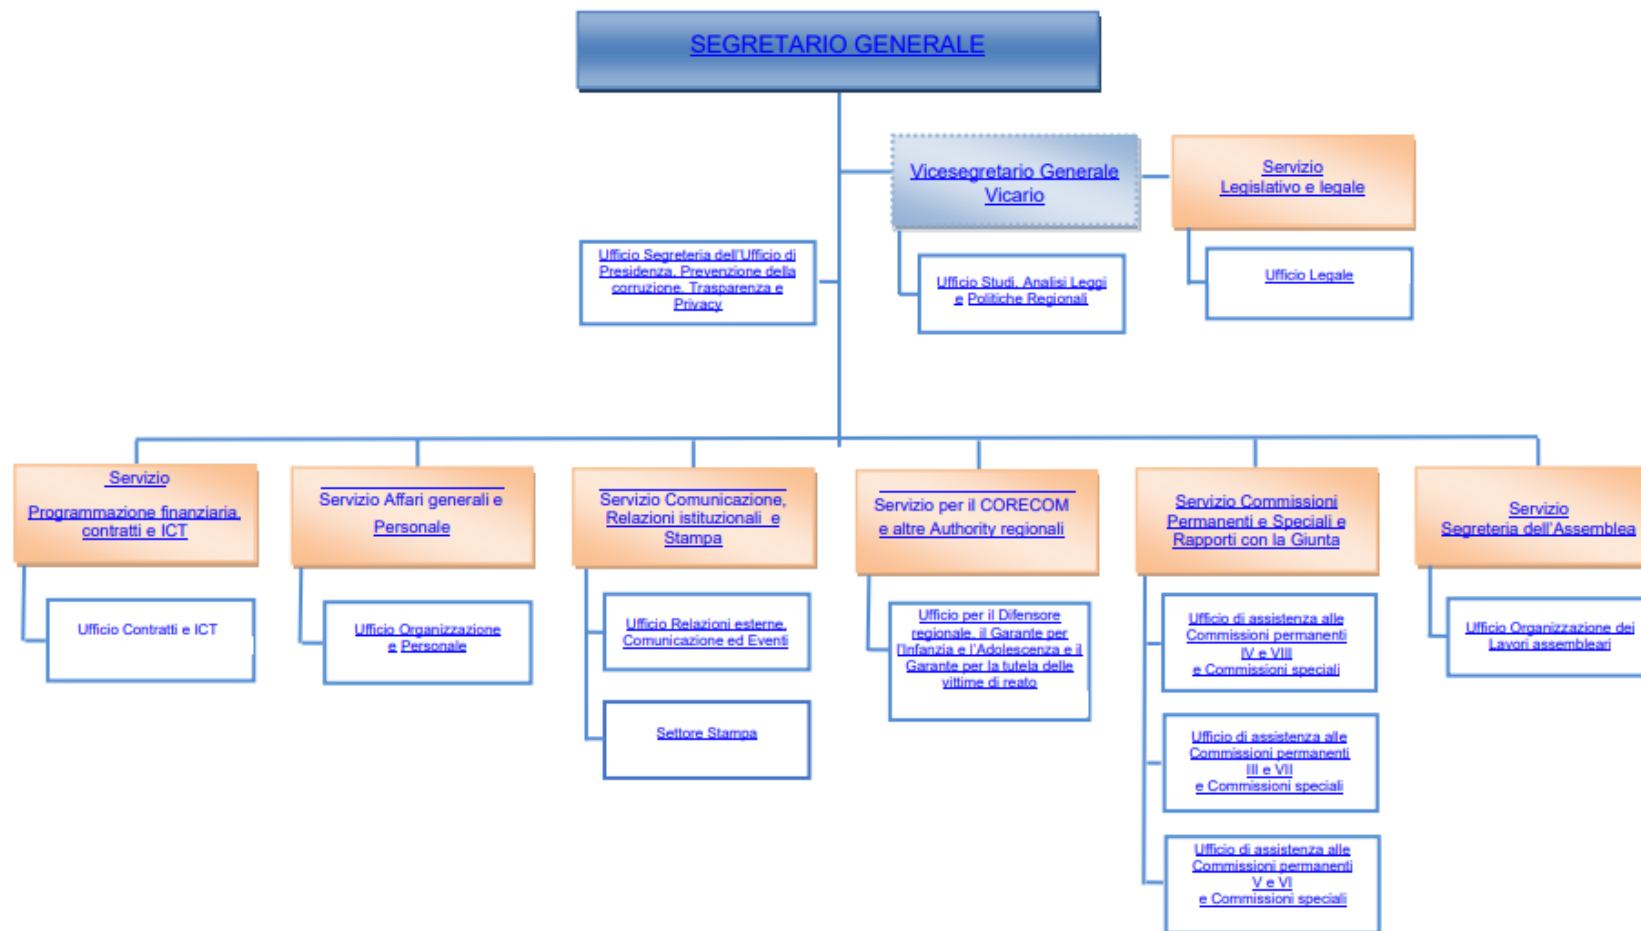 SEGRETARIO GENERALE
Vicesegretario Generale
Vicario
Servizio
Legislativo e legale
Ufficio Segreteria dell'Ufficio di
Presidenza, Prevenzione della
corruzione, Trasparenza e
Privacy
Ufficio Studi, Analisi Leggi
e Politiche Regionali
Ufficio Legale
Servizio
Programmazione finanziaria,
contratti e ICT
Servizio Affari generali e
Personale
Servizio Comunicazione,
Relazioni istituzionali e
Stampa
Servizio per il CORECOM
e altre Authority regionali
Servizio Commissioni
Permanenti e Speciali e
Rapporti con la Giunta
Servizio
Segreteria dell'Assemblea
Ufficio Contratti e ICT
Ufficio Organizzazione
e Personale
Ufficio Relazioni esterne,
Comunicazione ed Eventi
Settore Stampa
Ufficio per il Difensore
regionale, il Garante per
l'Infanzia e l'Adolescenza e il
Garante per la tutela delle
vittime di reato
Ufficio di assistenza alle
Commissioni permanenti
IV e VIII
e Commissioni speciali
Ufficio di assistenza alle
Commissioni permanenti
III e VII
e Commissioni speciali
Ufficio di assistenza alle
Commissioni permanenti
V e VI
e Commissioni speciali
Ufficio Organizzazione dei
Lavori assembleari